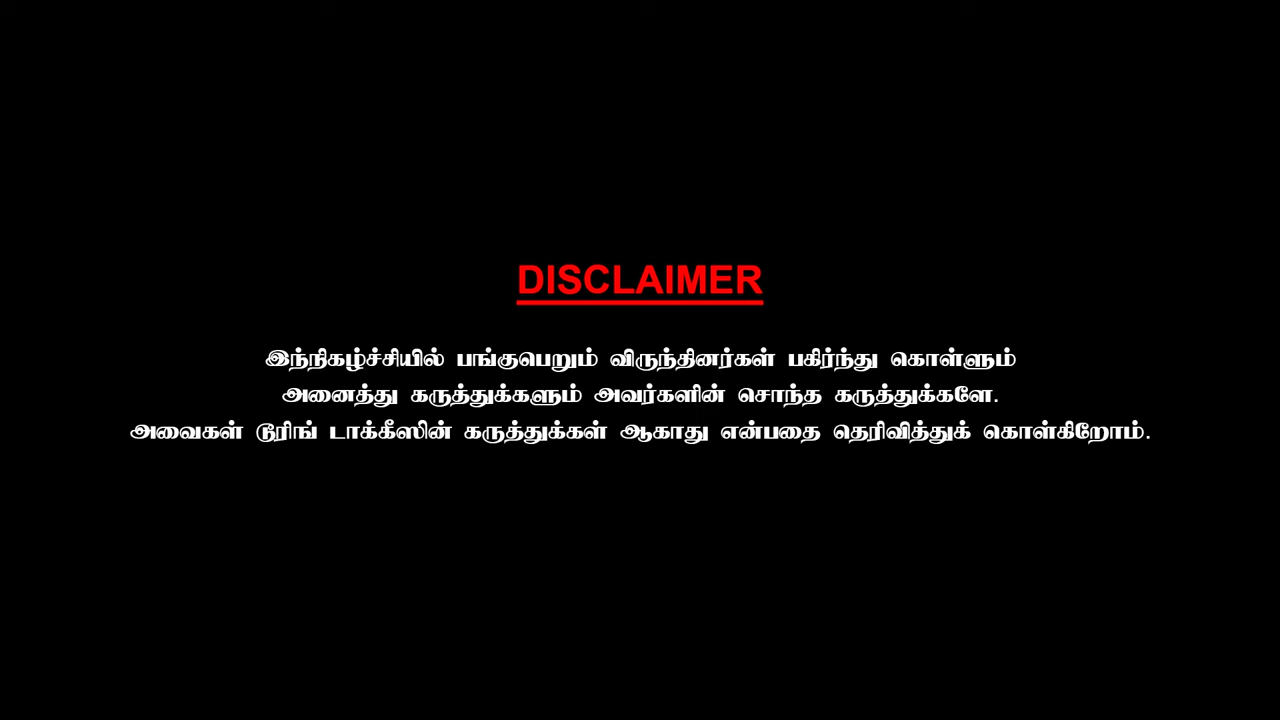 DISCLAIMER
இந்நிகழ்ச்சியில் பங்குபெறும் விருந்தினர்கள் பகிர்ந்து கொள்ளும்
அனைத்து கருத்துக்களும் அவர்களின் சொந்த கருத்துக்களே.
அவைகள் டூரிங் டாக்கீஸின் கருத்துக்கள் ஆகாது என்பதை தெரிவித்துக் கொள்கிறோம்.